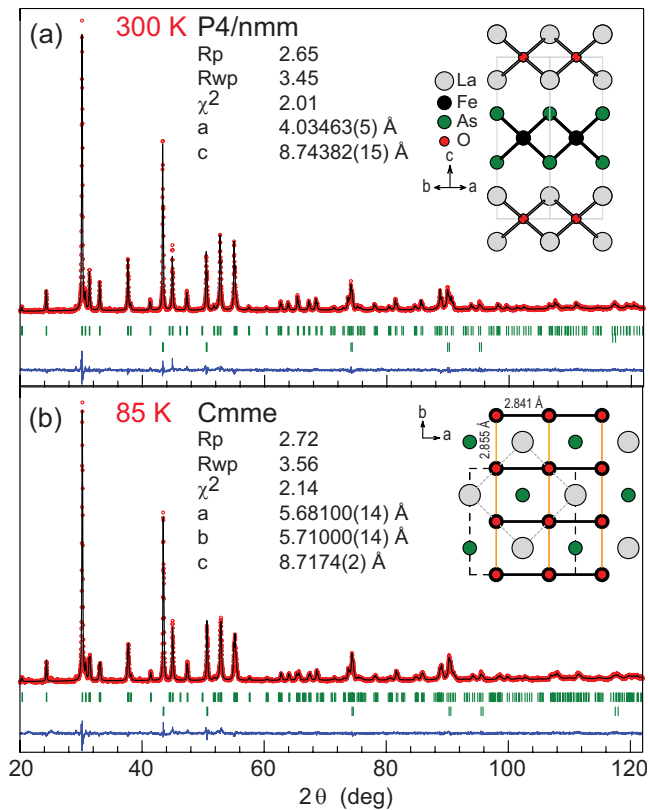 (a) 300 K P4/nmm
Rp 2.65
Rwp 3.45
χ² 2.01
a 4.03463(5) Å
c 8.74382(15) Å
La
Fe
As
O
c
b a
(b) 85 K Cmme
Rp 2.72
Rwp 3.56
χ² 2.14
a 5.68100(14) Å
b 5.71000(14) Å
c 8.7174(2) Å
b
a
2.841 Å
2.855 Å
20 40 60 80 100 120
2θ (deg)